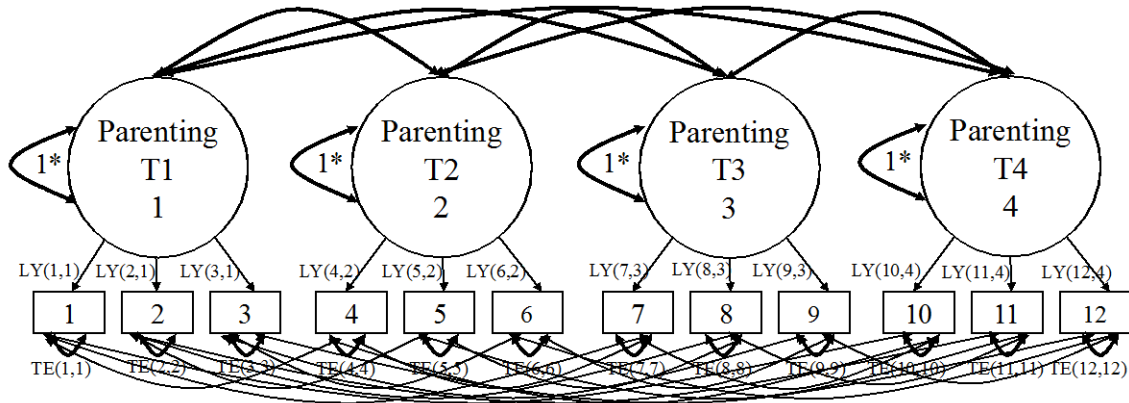 Parenting
T1
1
Parenting
T2
2
Parenting
T3
3
Parenting
T4
4
1*
1*
1*
1*
LY(1,1)
LY(2,1)
LY(3,1)
LY(4,2)
LY(5,2)
LY(6,2)
LY(7,3)
LY(8,3)
LY(9,3)
LY(10,4)
LY(11,4)
LY(12,4)
1
2
3
4
5
6
7
8
9
10
11
12
TE(1,1)
TE(2,2)
TE(3,3)
TE(4,4)
TE(5,5)
TE(6,6)
TE(7,7)
TE(8,8)
TE(9,9)
TE(10,10)
TE(11,11)
TE(12,12)